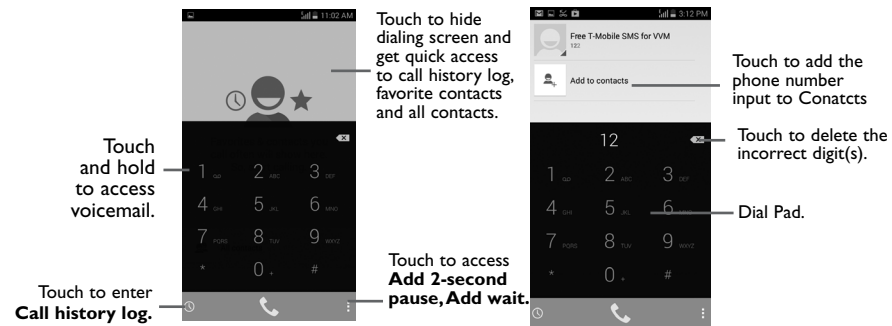 11:02 AM
Touch to hide
dialing screen and
get quick access
to call history log,
favorite contacts
and all contacts.
Touch
and hold
to access
voicemail.
1
2 ABC
3 DEF
4 GHI
5 JKL
6 MNO
7 PQRS
8 TUV
9 WXYZ
*
0 +
#
Touch to enter
Call history log.
Touch to access
Add 2-second
pause, Add wait.
3:12 PM
Free T-Mobile SMS for VVM
122
Add to contacts
Touch to add the
phone number
input to Conatcts
12
Touch to delete the
incorrect digit(s).
1
2 ABC
3 DEF
4 GHI
5 JKL
6 MNO
Dial Pad.
7 PQRS
8 TUV
9 WXYZ
*
0 +
#